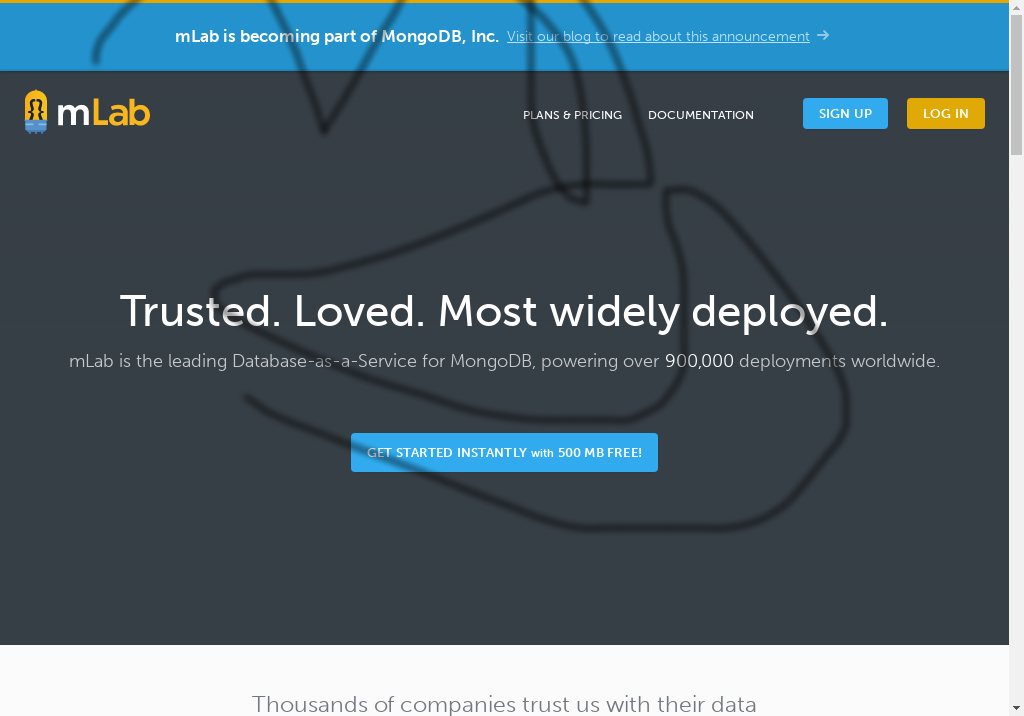 mLab is becoming part of MongoDB, Inc. Visit our blog to read about this announcement →
mLab
PLANS & PRICING DOCUMENTATION SIGN UP LOG IN
Trusted. Loved. Most widely deployed.
mLab is the leading Database-as-a-Service for MongoDB, powering over 900,000 deployments worldwide.
GET STARTED INSTANTLY with 500 MB FREE!
Thousands of companies trust us with their data